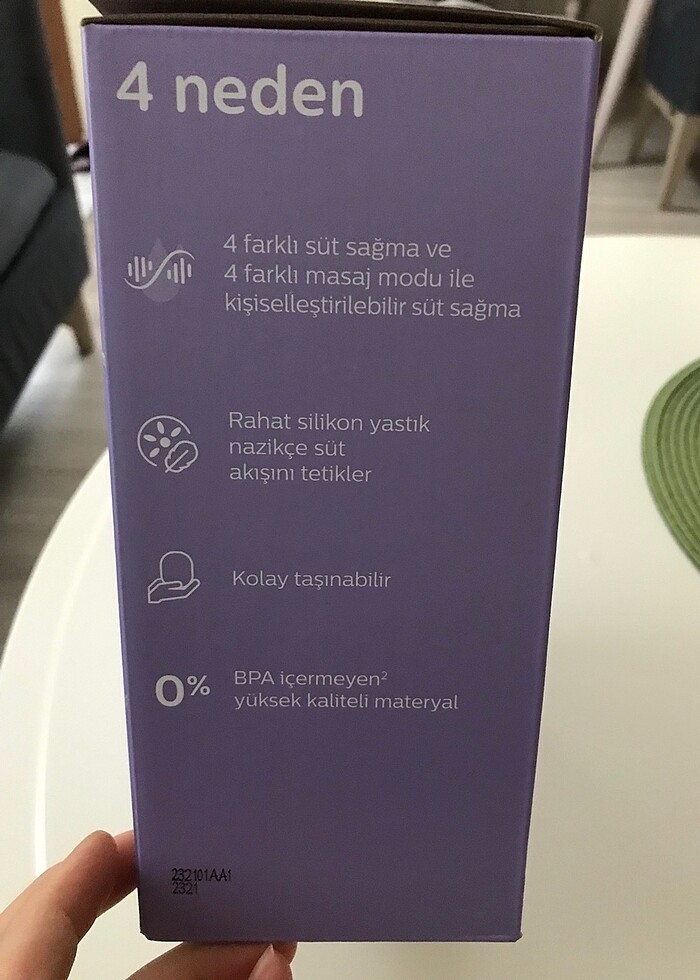 4 neden
4 farklı süt sağma ve
4 farklı masaj modu ile
kişiselleştirilebilir süt sağma
Rahat silikon yastık
nazikçe süt
akışını tetikler
Kolay taşınabilir
0%
BPA içermeyen²
yüksek kaliteli materyal
232101AA1
2321